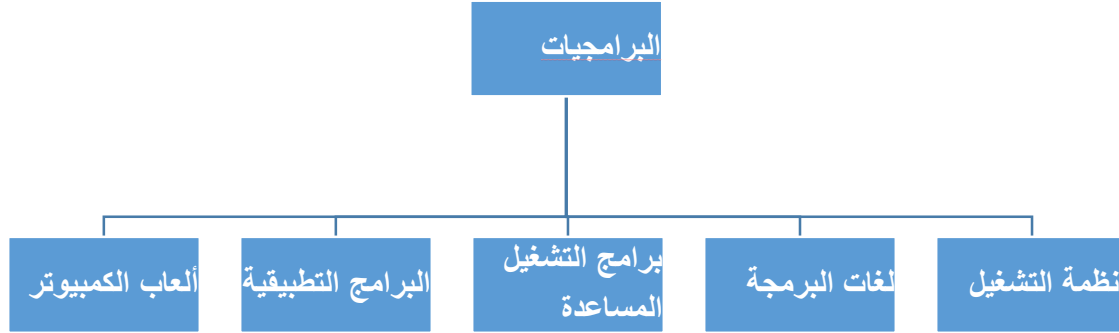 البرامجيات
نظمة التشغيل
لغات البرمجة
برامج التشغيل
المساعدة
البرامج التطبيقية
ألعاب الكمبيوتر